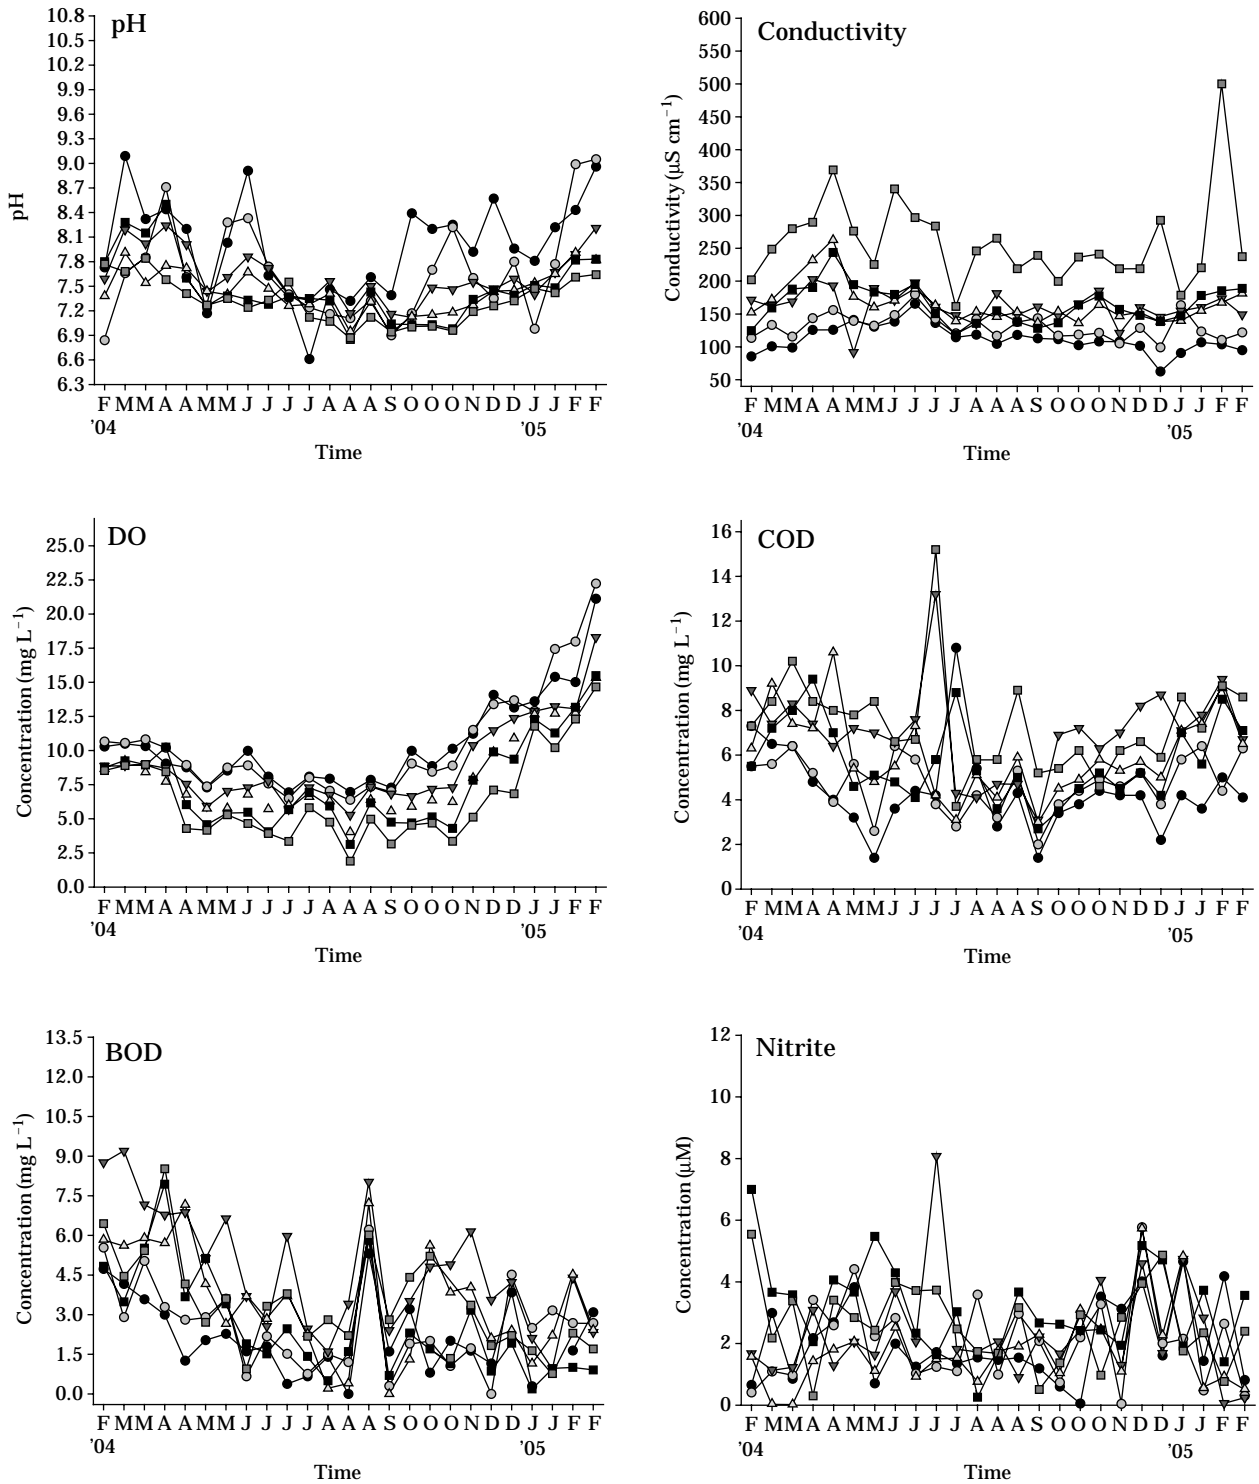 pH
pH
10.8
10.5
10.2
9.9
9.6
9.3
9.0
8.7
8.4
8.1
7.8
7.5
7.2
6.9
6.6
6.3
F M M A A M M J J J J A A A S O O O N D D J J F F
'04 '05
Time
Conductivity
Conductivity (μS cm⁻¹)
600
550
500
450
400
350
300
250
200
150
100
50
F M M A A M M J J J J A A A S O O O N D D J J F F
'04 '05
Time
DO
Concentration (mg L⁻¹)
25.0
22.5
20.0
17.5
15.0
12.5
10.0
7.5
5.0
2.5
0.0
F M M A A M M J J J J A A A S O O O N D D J J F F
'04 '05
Time
COD
Concentration (mg L⁻¹)
16
14
12
10
8
6
4
2
0
F M M A A M M J J J J A A A S O O O N D D J J F F
'04 '05
Time
BOD
Concentration (mg L⁻¹)
13.5
12.0
10.5
9.0
7.5
6.0
4.5
3.0
1.5
0.0
F M M A A M M J J J J A A A S O O O N D D J J F F
'04 '05
Time
Nitrite
Concentration (μM)
12
10
8
6
4
2
0
F M M A A M M J J J J A A A S O O O N D D J J F F
'04 '05
Time